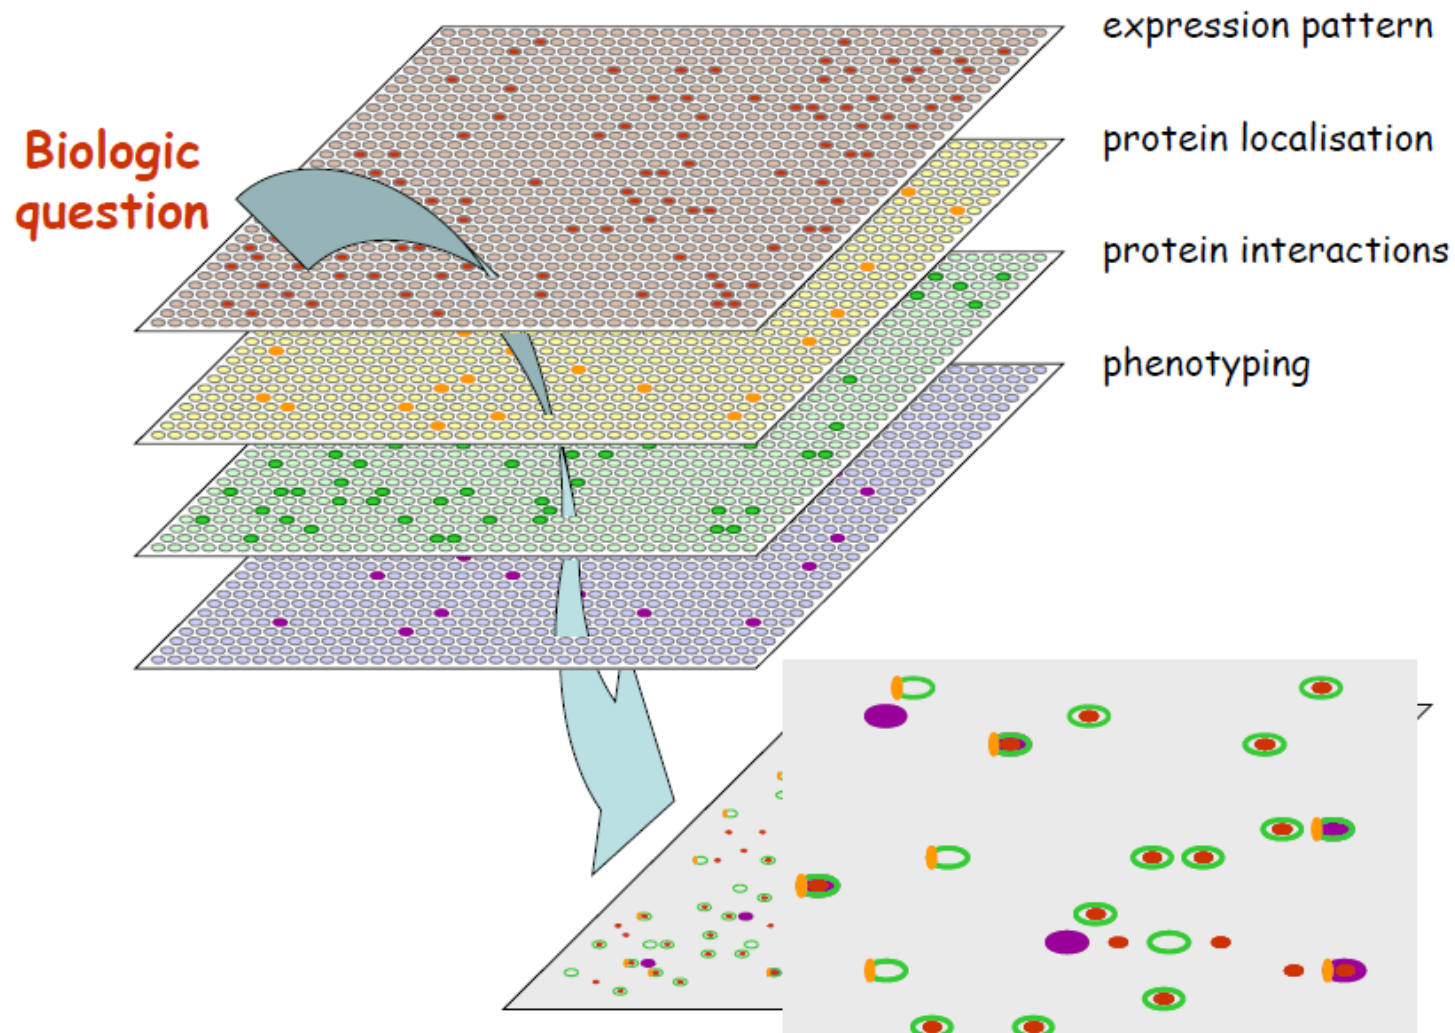 expression pattern
Biologic
question
protein localisation
protein interactions
phenotyping